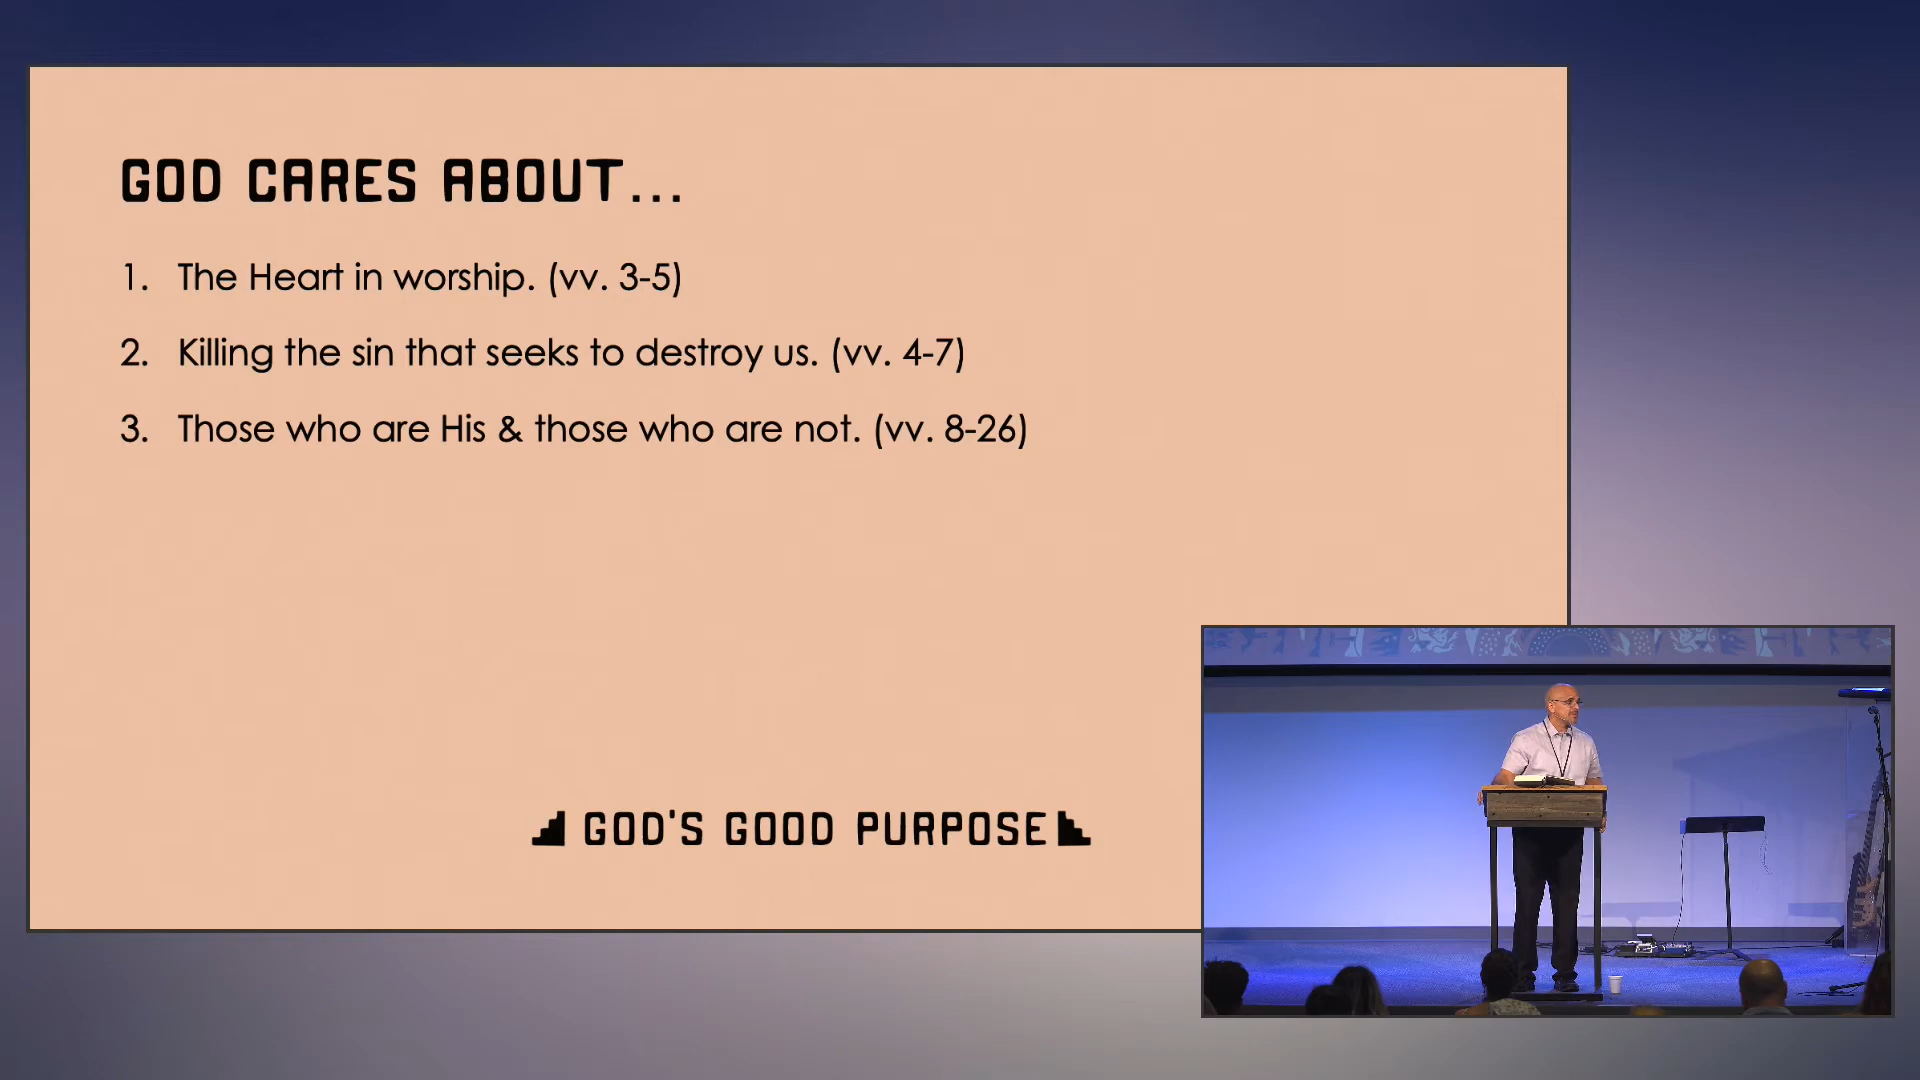 GOD CARES ABOUT...
1. The Heart in worship. (vv. 3-5)
2. Killing the sin that seeks to destroy us. (vv. 4-7)
3. Those who are His & those who are not. (vv. 8-26)
GOD'S GOOD PURPOSE